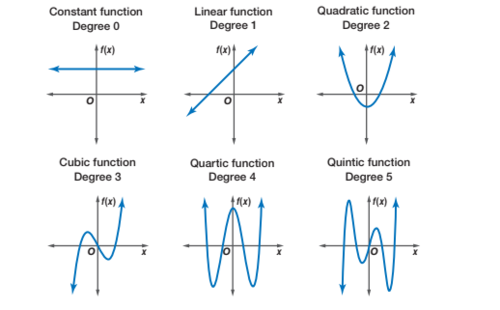 Constant function
Degree 0
Linear function
Degree 1
Quadratic function
Degree 2
f(x)
O
x
f(x)
O
x
f(x)
O
x
Cubic function
Degree 3
Quartic function
Degree 4
Quintic function
Degree 5
f(x)
O
x
f(x)
O
x
f(x)
O
x